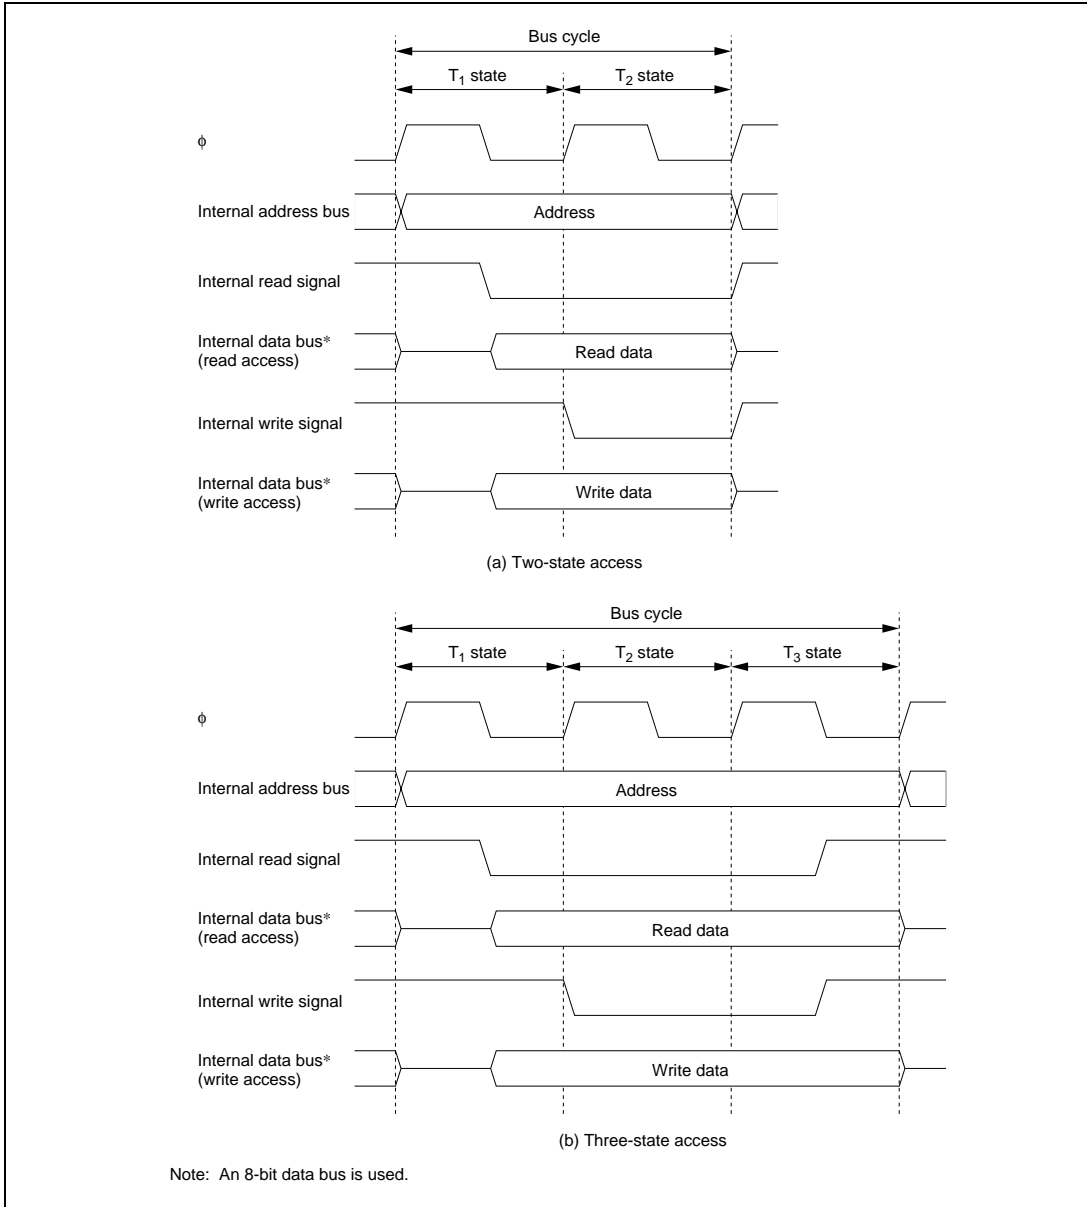 Bus cycle
T1 state T2 state
ϕ
Internal address bus Address
Internal read signal
Internal data bus*
(read access)
Read data
Internal write signal
Internal data bus*
(write access)
Write data
(a) Two-state access
Bus cycle
T1 state T2 state T3 state
ϕ
Internal address bus Address
Internal read signal
Internal data bus*
(read access)
Read data
Internal write signal
Internal data bus*
(write access)
Write data
(b) Three-state access
Note: An 8-bit data bus is used.